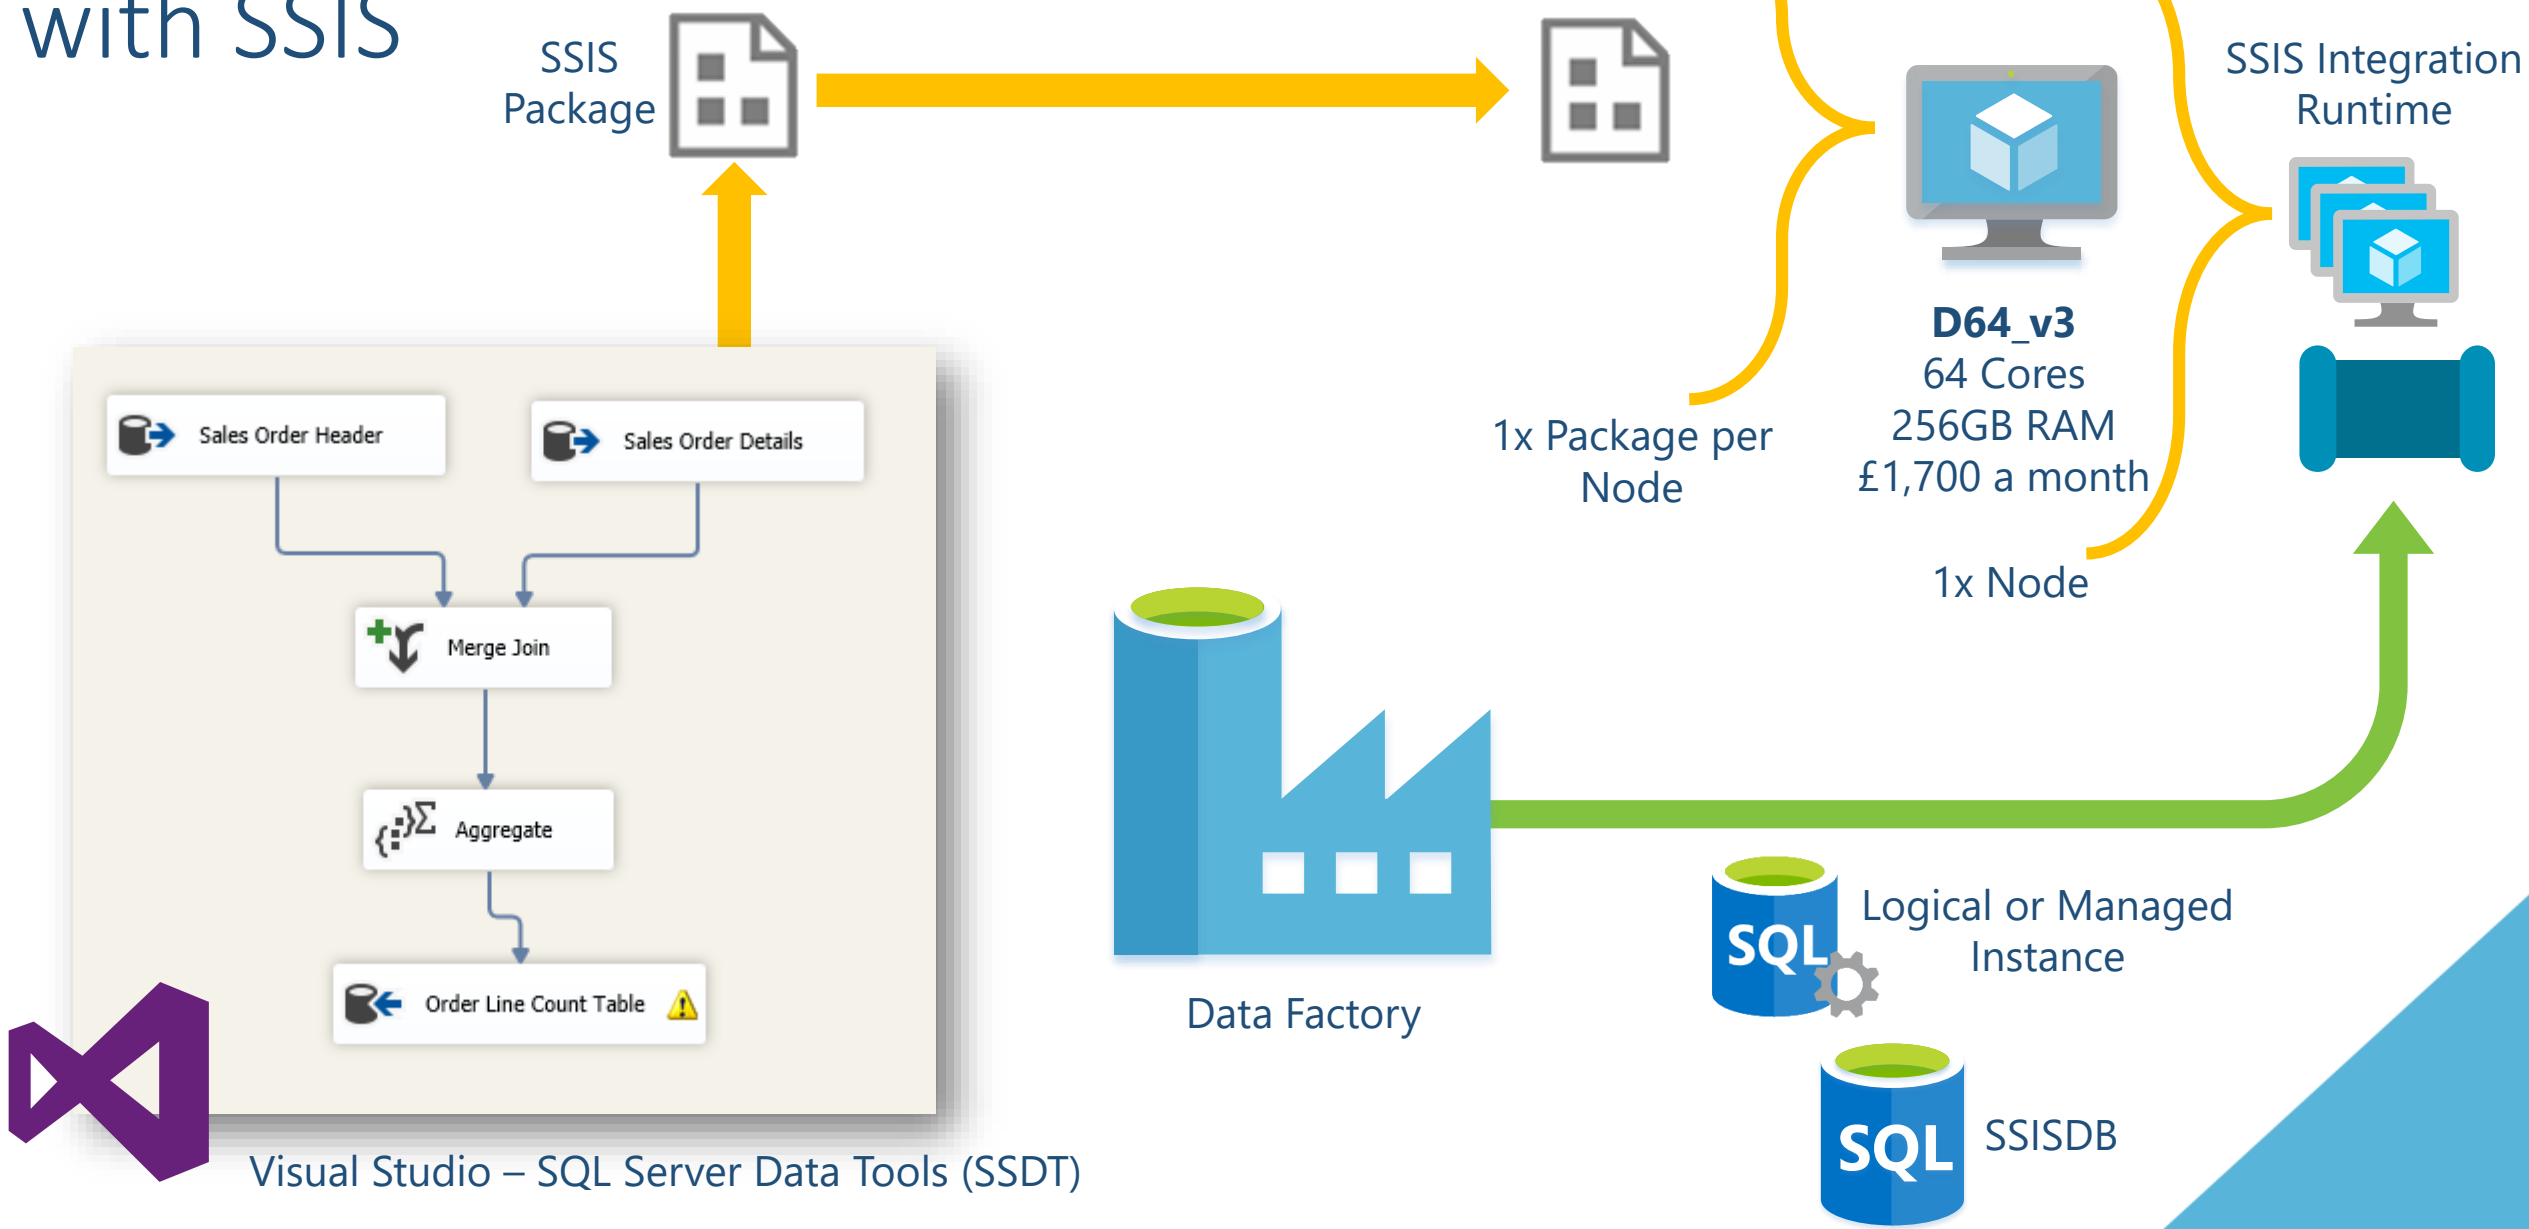 with SSIS
SSIS
Package
SSIS Integration
Runtime
D64_v3
64 Cores
256GB RAM
£1,700 a month
1x Package per
Node
1x Node
Sales Order Header
Sales Order Details
Merge Join
Aggregate
Order Line Count Table
Visual Studio – SQL Server Data Tools (SSDT)
Data Factory
SQL
Logical or Managed
Instance
SQL
SSISDB